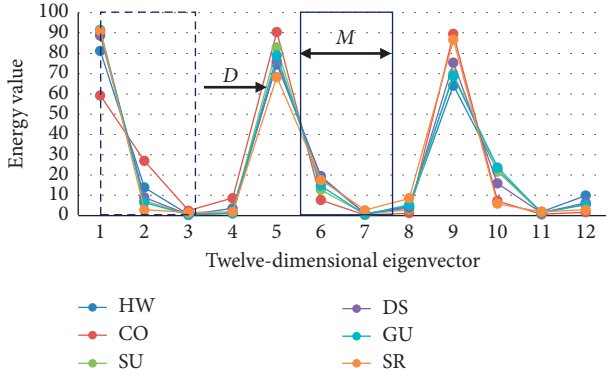 100
90
80
70
60
50
40
30
20
10
0
Energy value
D
M
1 2 3 4 5 6 7 8 9 10 11 12
Twelve-dimensional eigenvector
HW DS
CO GU
SU SR